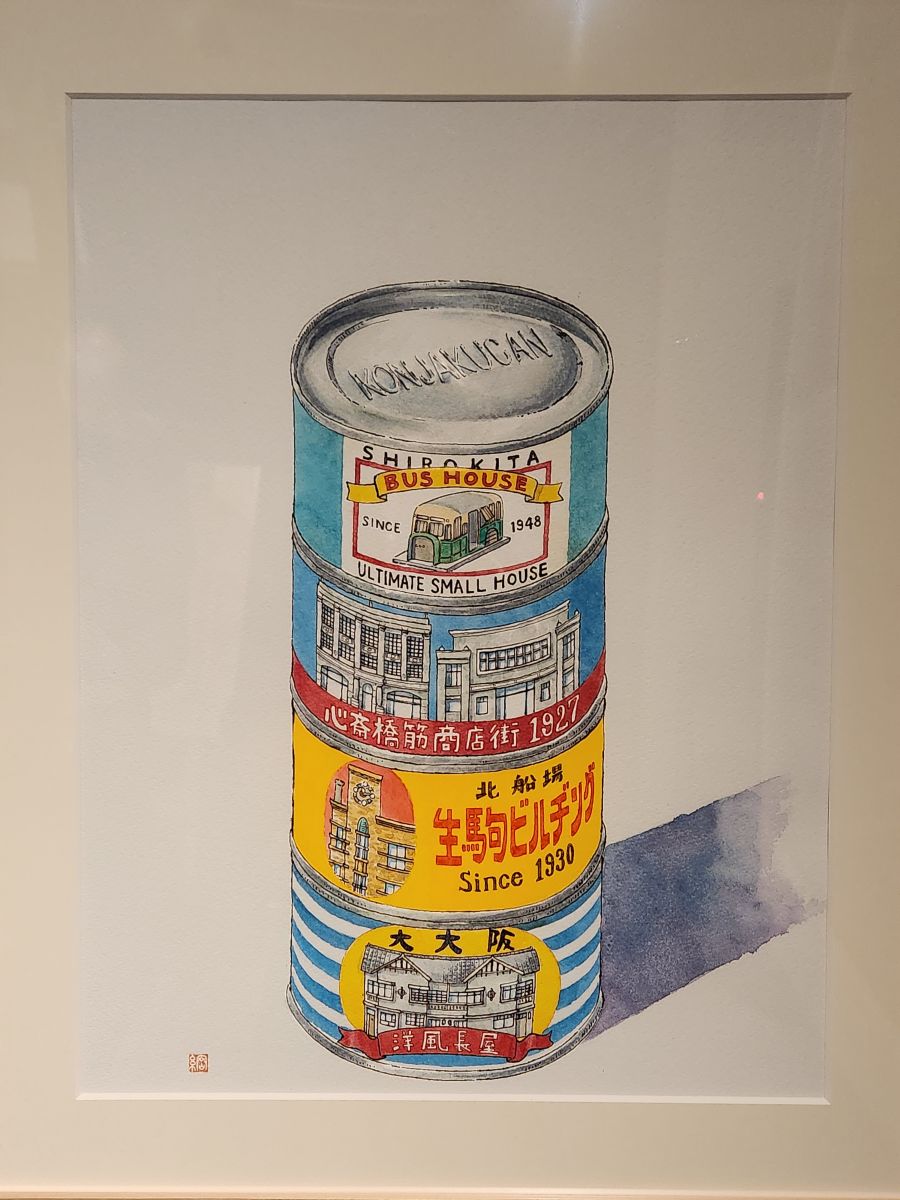 KONJAKUCAN
SHIROKITA
BUS HOUSE
SINCE 1948
ULTIMATE SMALL HOUSE
心斎橋筋商店街 1927
北船場
生駒ビルヂング
Since 1930
大大阪
洋風長屋